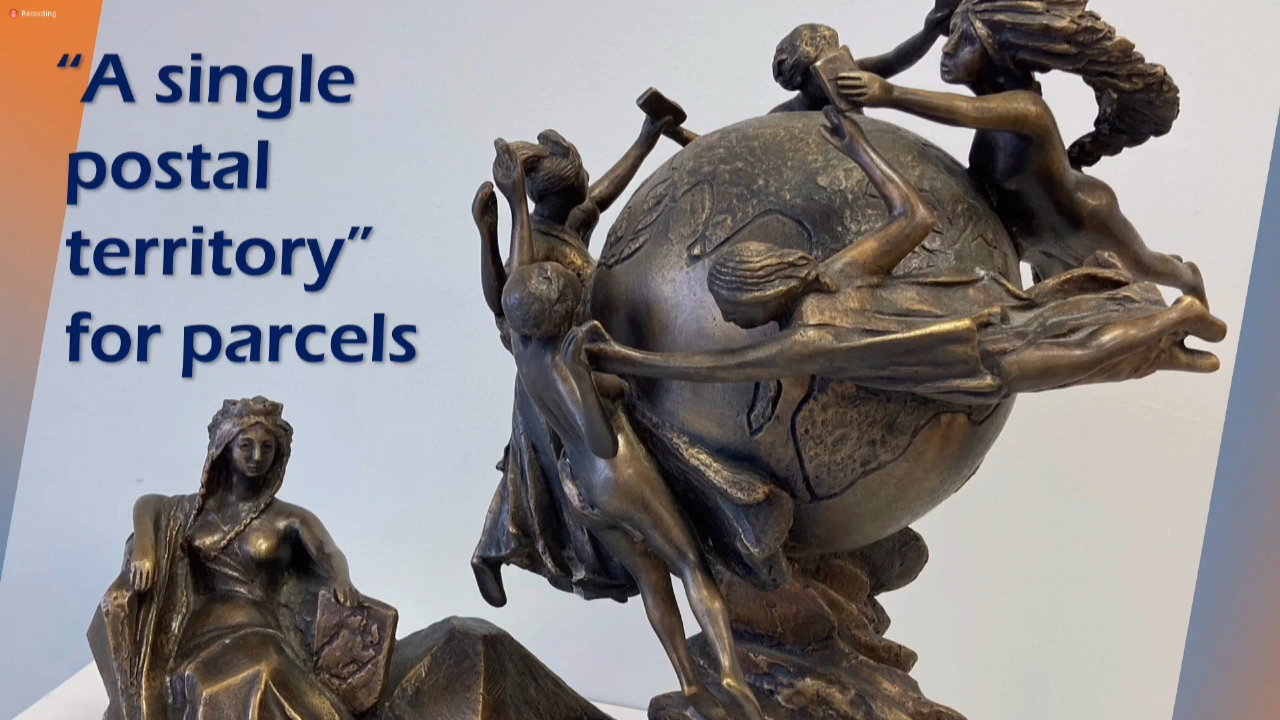 Recording
“A single
postal
territory”
for parcels